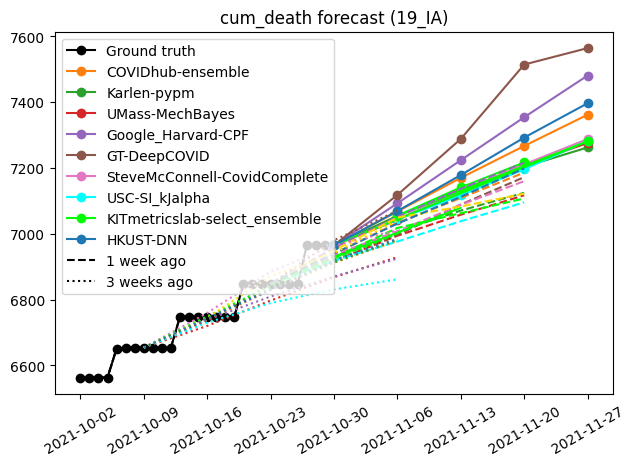 cum_death forecast (19_IA)
7600
7400
7200
7000
6800
6600
Ground truth
COVIDhub-ensemble
Karlen-pypm
UMass-MechBayes
Google_Harvard-CPF
GT-DeepCOVID
SteveMcConnell-CovidComplete
USC-SI_kJalpha
KITmetricslab-select_ensemble
HKUST-DNN
1 week ago
3 weeks ago
2021-10-02
2021-10-09
2021-10-16
2021-10-23
2021-10-30
2021-11-06
2021-11-13
2021-11-20
2021-11-27